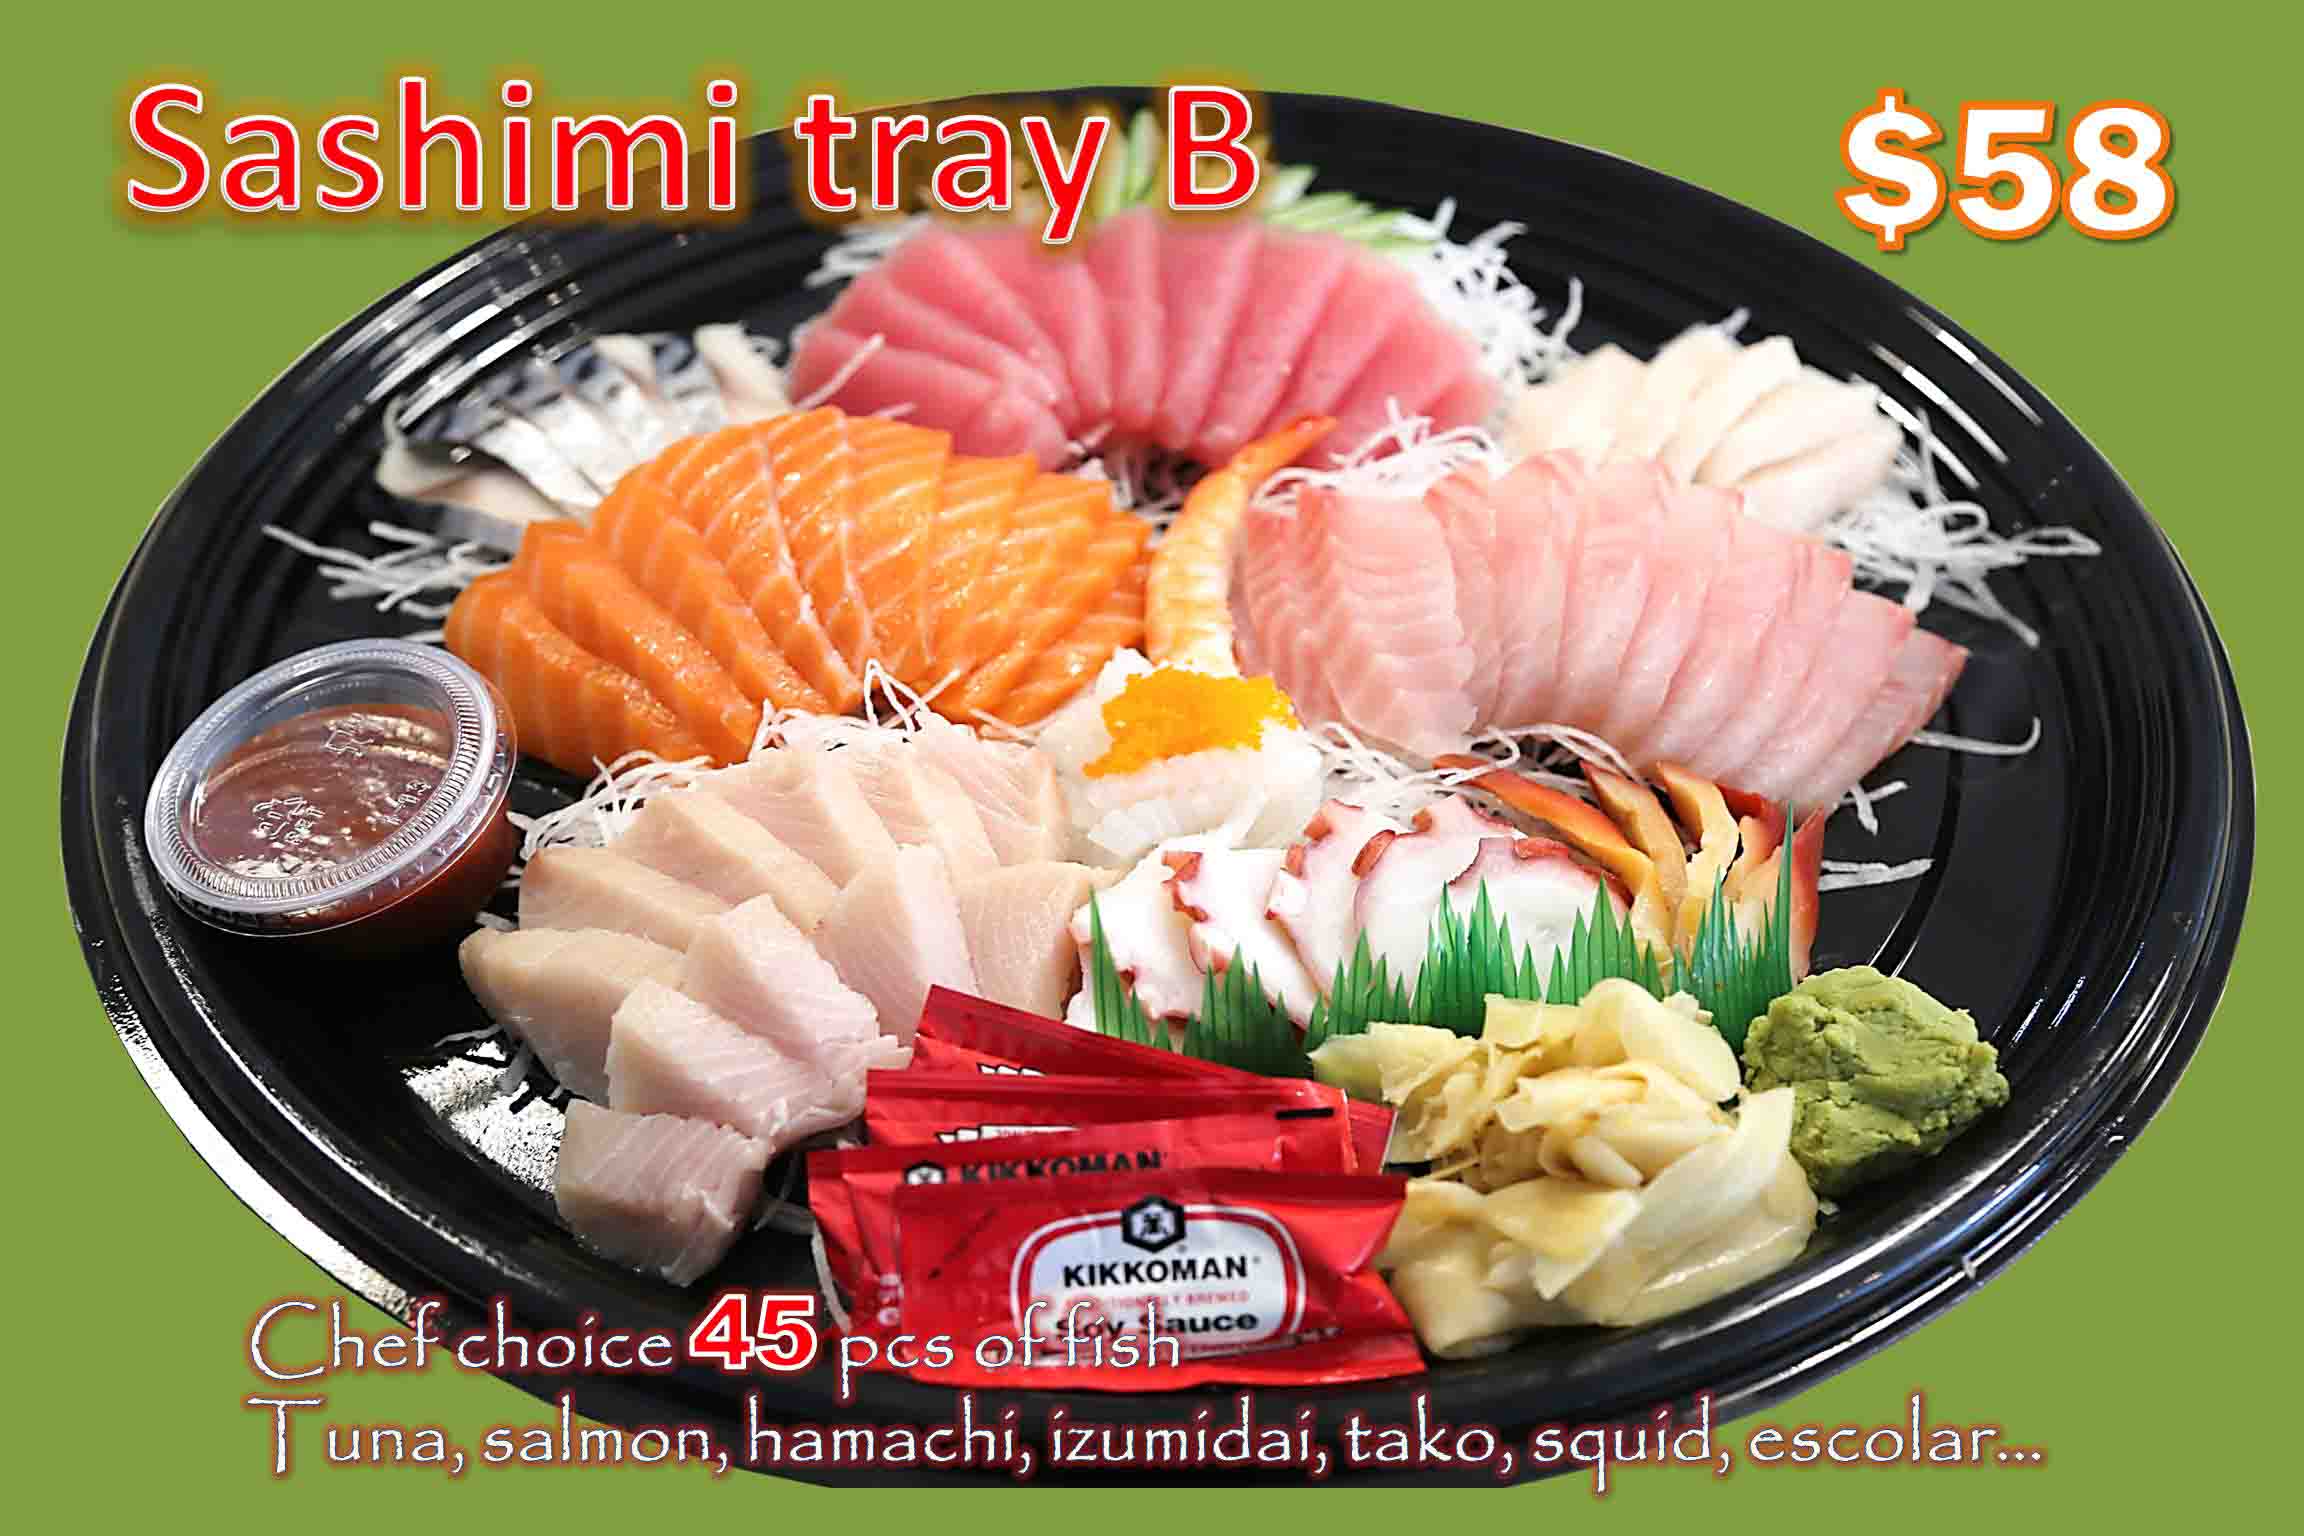 Sashimi tray B
$58
KIKKOMAN
KIKKOMAN®
Soy Sauce
Chef choice 45 pcs of fish
Tuna, salmon, hamachi, izumidai, tako, squid, escolar...